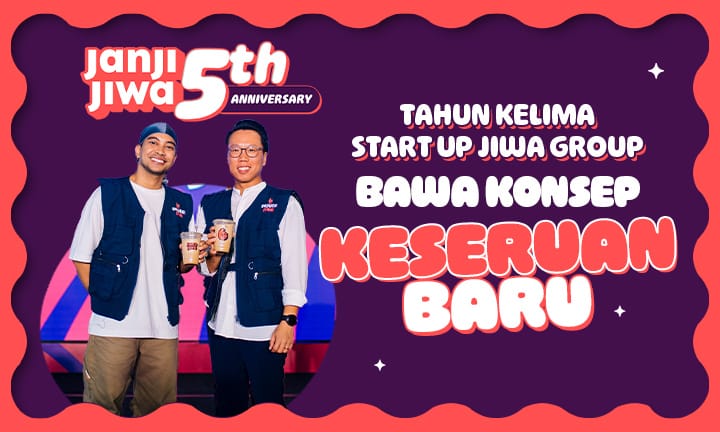 Janji
Jiwa
5th
ANNIVERSARY
TAHUN KELIMA
START UP JIWA GROUP
BAWA KONSEP
KESERUAN
BARU